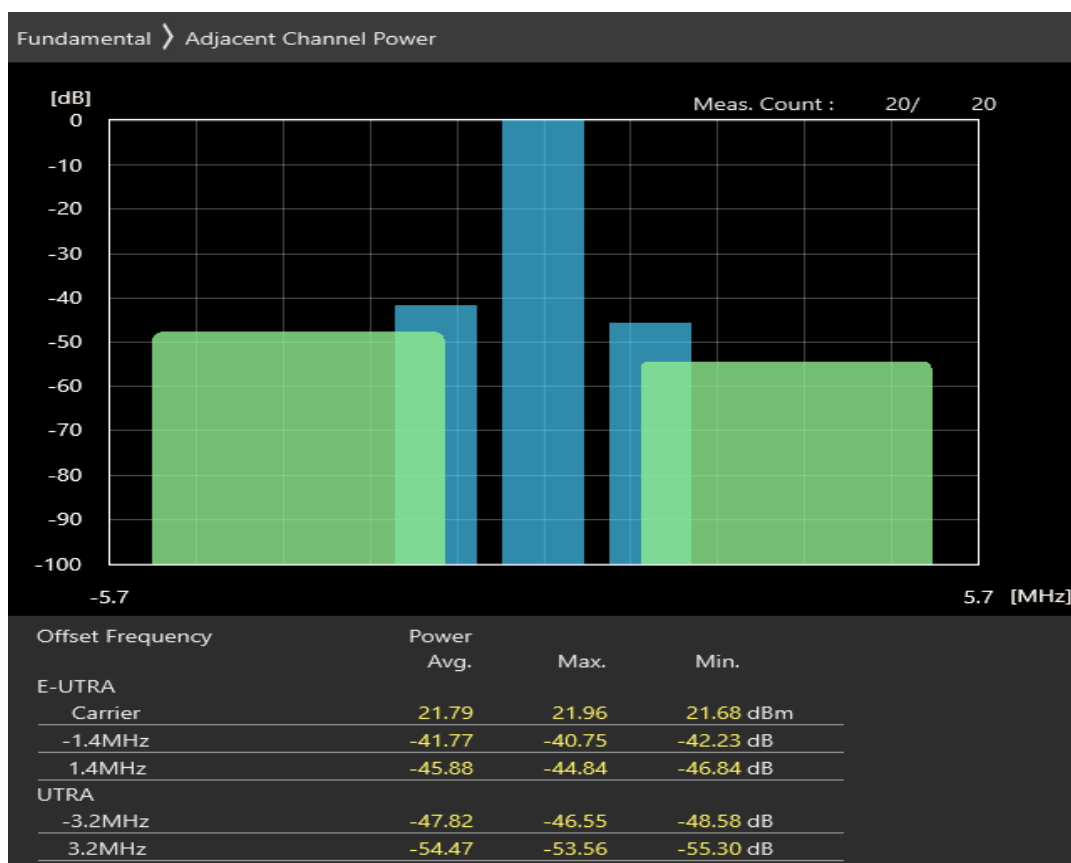 Fundamental ❯ Adjacent Channel Power
[dB]
Meas. Count : 20/ 20
0
-10
-20
-30
-40
-50
-60
-70
-80
-90
-100
-5.7 5.7 [MHz]
Offset Frequency Power
Avg. Max. Min.
E-UTRA
Carrier 21.79 21.96 21.68 dBm
-1.4MHz -41.77 -40.75 -42.23 dB
1.4MHz -45.88 -44.84 -46.84 dB
UTRA
-3.2MHz -47.82 -46.55 -48.58 dB
3.2MHz -54.47 -53.56 -55.30 dB